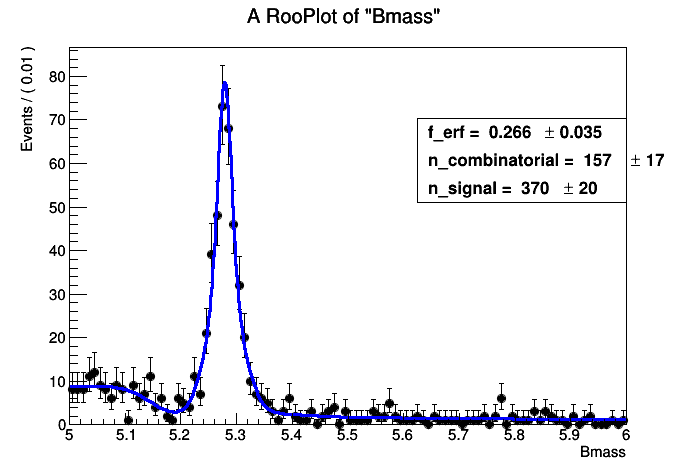 A RooPlot of "Bmass"
Events / ( 0.01 )
80
70
60
50
40
30
20
10
0
f_erf = 0.266 ± 0.035
n_combinatorial = 157 ± 17
n_signal = 370 ± 20
5 5.1 5.2 5.3 5.4 5.5 5.6 5.7 5.8 5.9 6
Bmass